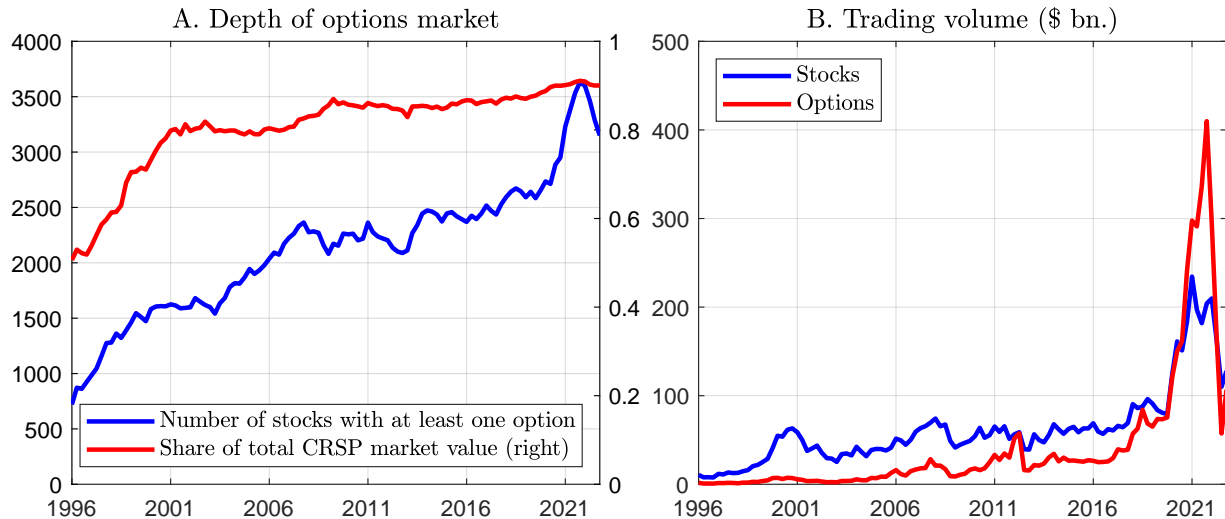 A. Depth of options market
4000
3500
3000
2500
2000
1500
1000
500
0
1
0.8
0.6
0.4
0.2
0
Number of stocks with at least one option
Share of total CRSP market value (right)
1996 2001 2006 2011 2016 2021
B. Trading volume ($ bn.)
500
400
300
200
100
0
Stocks
Options
1996 2001 2006 2011 2016 2021